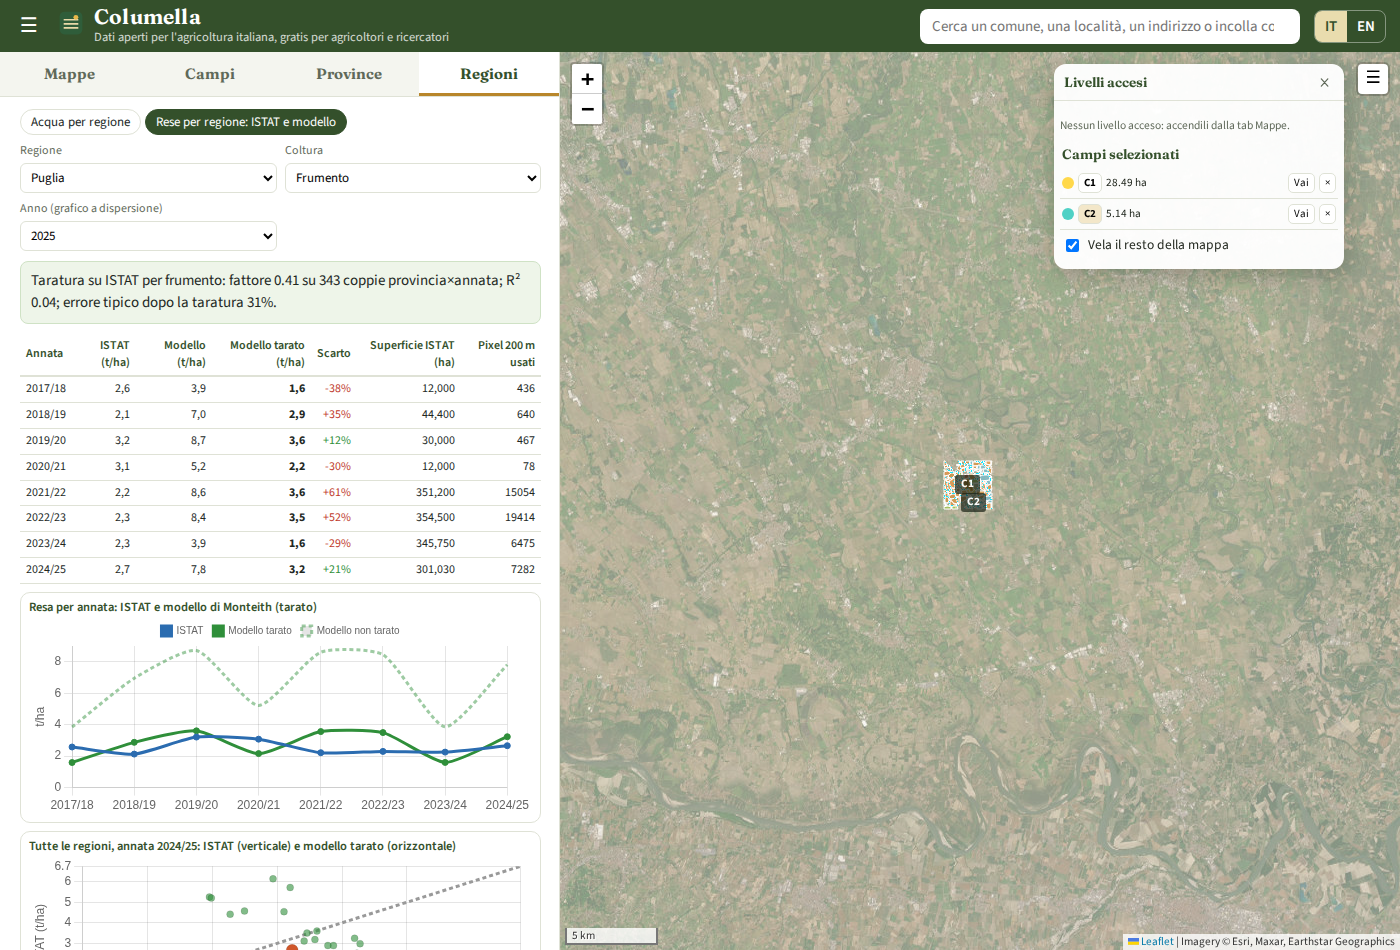 ☰
Columella
Dati aperti per l'agricoltura italiana, gratis per agricoltori e ricercatori
Cerca un comune, una località, un indirizzo o incolla cc
IT EN
Mappe Campi Province Regioni
Acqua per regione Rese per regione: ISTAT e modello
Regione Coltura
Puglia Frumento
Anno (grafico a dispersione)
2025
Taratura su ISTAT per frumento: fattore 0.41 su 343 coppie provincia×annata; R²
0.04; errore tipico dopo la taratura 31%.
Annata ISTAT (t/ha) Modello (t/ha) Modello tarato (t/ha) Scarto Superficie ISTAT (ha) Pixel 200 m usati
2017/18 2,6 3,9 1,6 -38% 12,000 436
2018/19 2,1 7,0 2,9 +35% 44,400 640
2019/20 3,2 8,7 3,6 +12% 30,000 467
2020/21 3,1 5,2 2,2 -30% 12,000 78
2021/22 2,2 8,6 3,6 +61% 351,200 15054
2022/23 2,3 8,4 3,5 +52% 354,500 19414
2023/24 2,3 3,9 1,6 -29% 345,750 6475
2024/25 2,7 7,8 3,2 +21% 301,030 7282
Resa per annata: ISTAT e modello di Monteith (tarato)
ISTAT Modello tarato Modello non tarato
8
6
4
2
0
t/ha
2017/18 2018/19 2019/20 2020/21 2021/22 2022/23 2023/24 2024/25
Tutte le regioni, annata 2024/25: ISTAT (verticale) e modello tarato (orizzontale)
6.7
6
5
4
3
AT (t/ha)
+
−
Livelli accesi ×
☰
Nessun livello acceso: accendili dalla tab Mappe.
Campi selezionati
C1 28.49 ha Vai ×
C2 5.14 ha Vai ×
Vela il resto della mappa
C1
C2
5 km
Leaflet | Imagery © Esri, Maxar, Earthstar Geographics